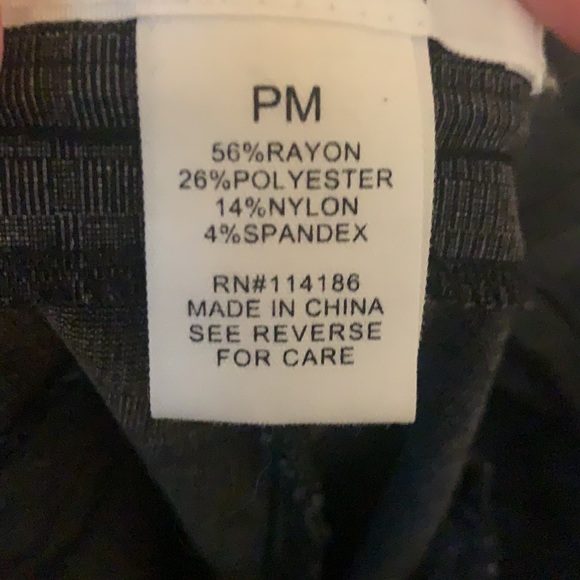 PM
56%RAYON
26%POLYESTER
14%NYLON
4%SPANDEX
RN#114186
MADE IN CHINA
SEE REVERSE
FOR CARE